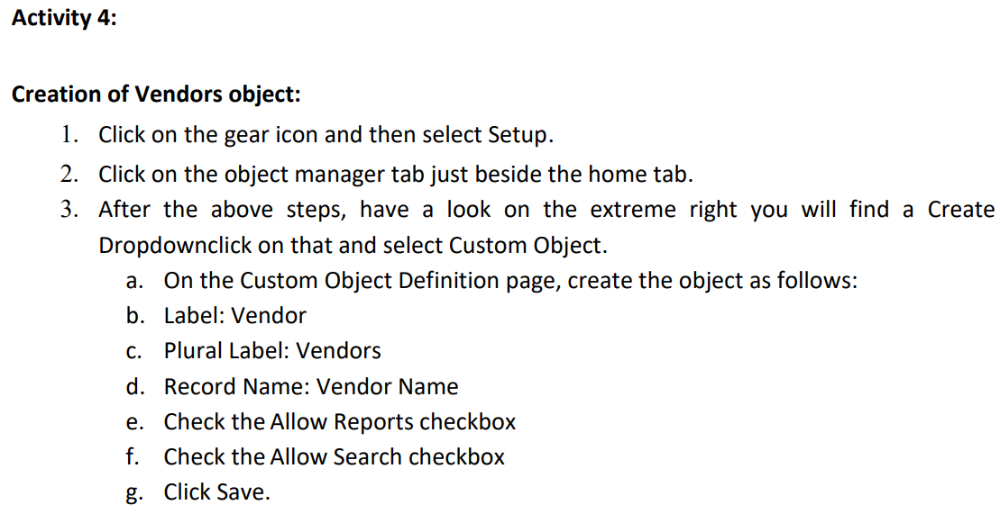 Activity 4:
Creation of Vendors object:
1. Click on the gear icon and then select Setup.
2. Click on the object manager tab just beside the home tab.
3. After the above steps, have a look on the extreme right you will find a Create
Dropdownclick on that and select Custom Object.
a. On the Custom Object Definition page, create the object as follows:
b. Label: Vendor
c. Plural Label: Vendors
d. Record Name: Vendor Name
e. Check the Allow Reports checkbox
f. Check the Allow Search checkbox
g. Click Save.